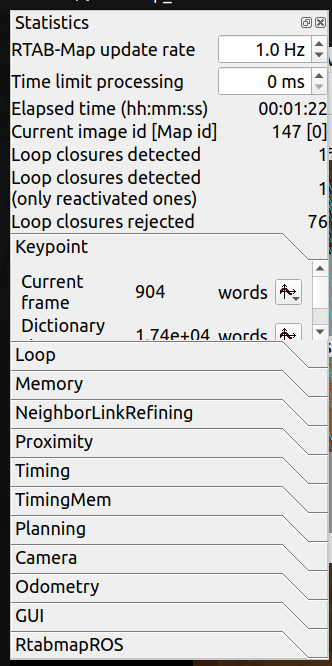 Statistics
RTAB-Map update rate 1.0 Hz
Time limit processing 0 ms
Elapsed time (hh:mm:ss) 00:01:22
Current image id [Map id] 147 [0]
Loop closures detected
Loop closures detected
(only reactivated ones) 1
Loop closures rejected 76
Keypoint
Current
frame 904 words
Dictionary 1.74e+04 words
Loop
Memory
NeighborLinkRefining
Proximity
Timing
TimingMem
Planning
Camera
Odometry
GUI
RtabmapROS